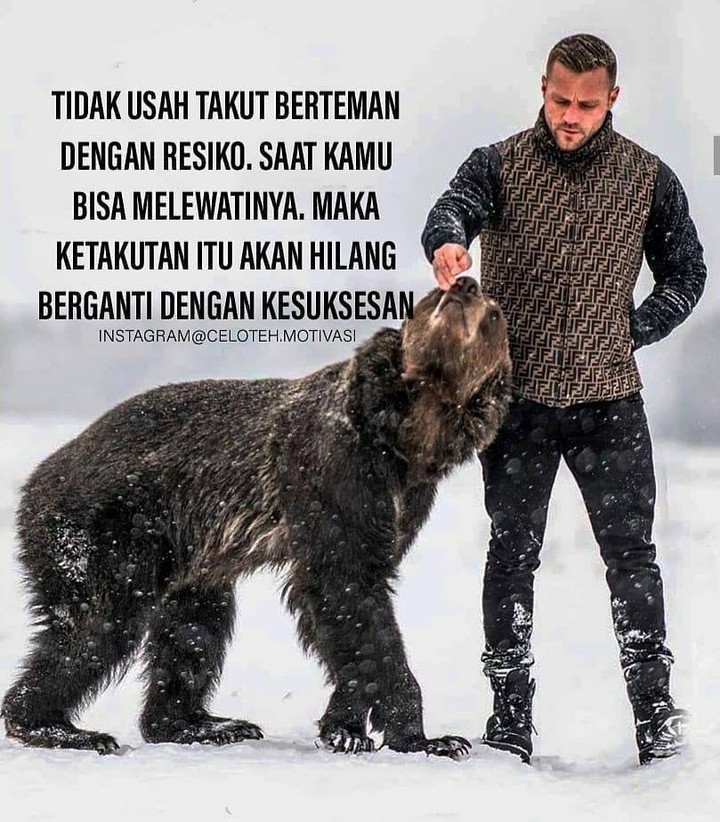 TIDAK USAH TAKUT BERTEMAN
DENGAN RESIKO. SAAT KAMU
BISA MELEWATINYA. MAKA
KETAKUTAN ITU AKAN HILANG
BERGANTI DENGAN KESUKSESAN
INSTAGRAM@CELOTEH.MOTIVASI